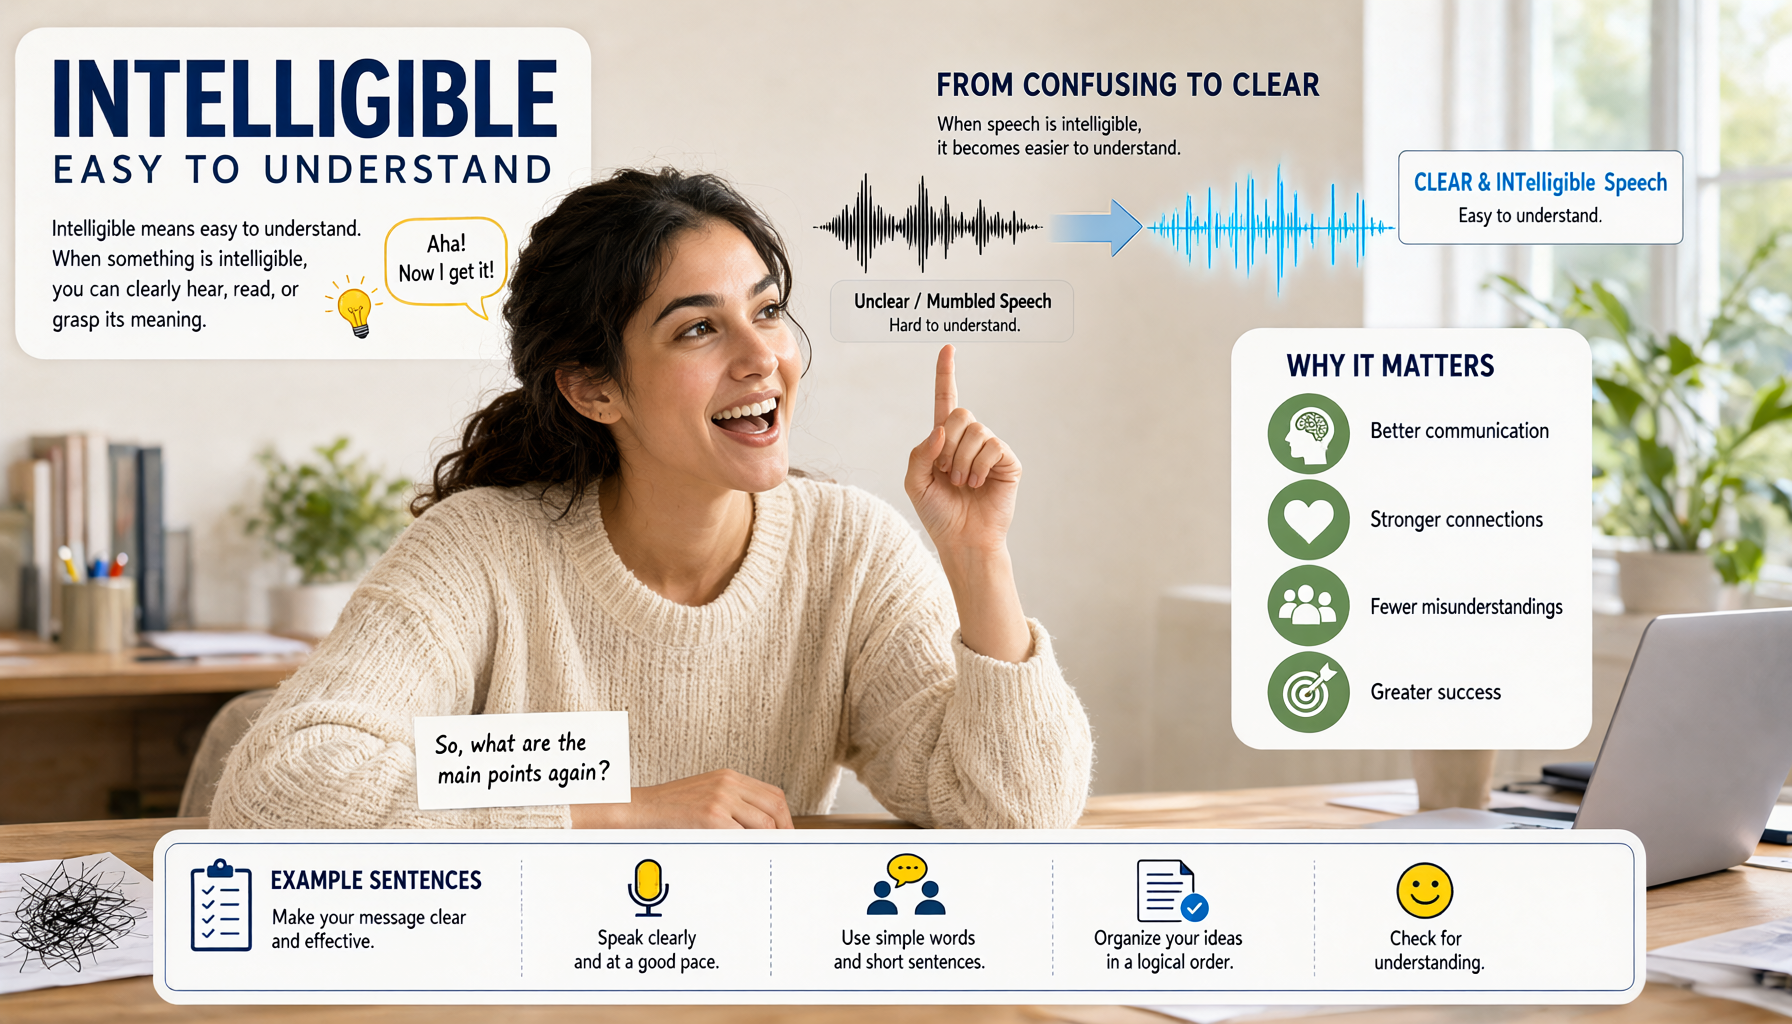 INTELLIGIBLE
EASY TO UNDERSTAND
Intelligible means easy to understand.
When something is intelligible,
you can clearly hear, read, or
grasp its meaning.
Aha!
Now I get it!
FROM CONFUSING TO CLEAR
When speech is intelligible,
it becomes easier to understand.
Unclear / Mumbled Speech
Hard to understand.
CLEAR & INTelligible Speech
Easy to understand.
WHY IT MATTERS
Better communication
Stronger connections
Fewer misunderstandings
Greater success
So, what are the
main points again?
EXAMPLE SENTENCES
Make your message clear
and effective.
Speak clearly
and at a good pace.
Use simple words
and short sentences.
Organize your ideas
in a logical order.
Check for
understanding.